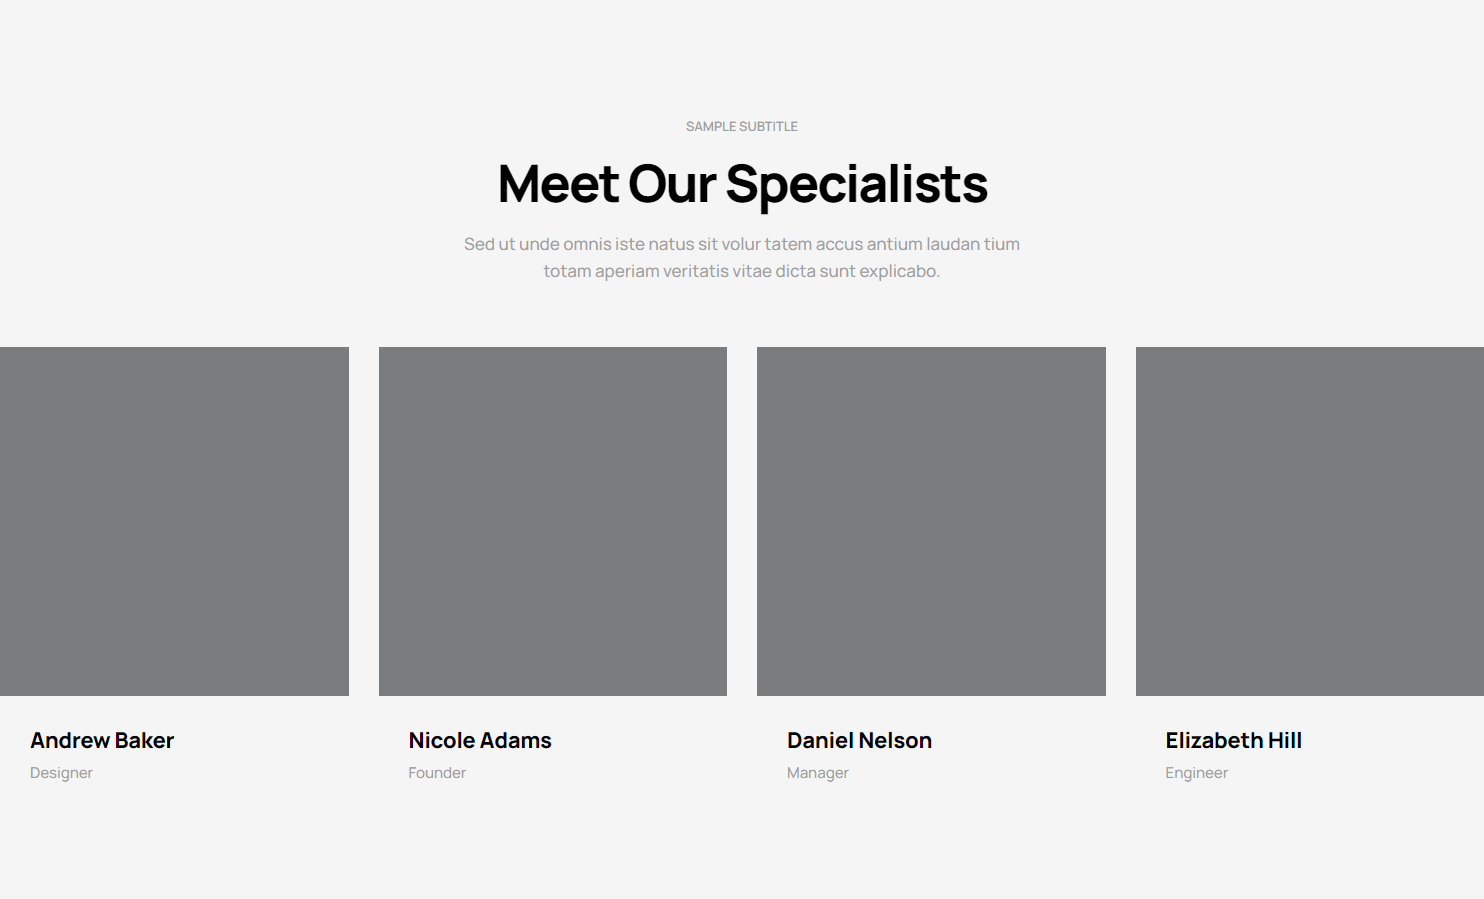 SAMPLE SUBTITLE
Meet Our Specialists
Sed ut unde omnis iste natus sit volur tatem accus antium laudan tium
totam aperiam veritatis vitae dicta sunt explicabo.
Andrew Baker
Designer
Nicole Adams
Founder
Daniel Nelson
Manager
Elizabeth Hill
Engineer